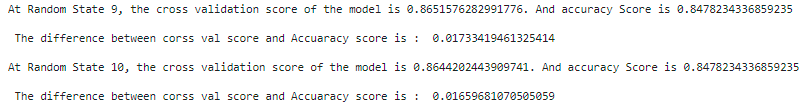 At Random State 9, the cross validation score of the model is 0.8651576282991776. And accuracy Score is 0.8478234336859235
The difference between corss val score and Accuaracy score is :  0.01733419461325414
At Random State 10, the cross validation score of the model is 0.8644202443909741. And accuracy Score is 0.8478234336859235
The difference between corss val score and Accuaracy score is :  0.01659681070505059